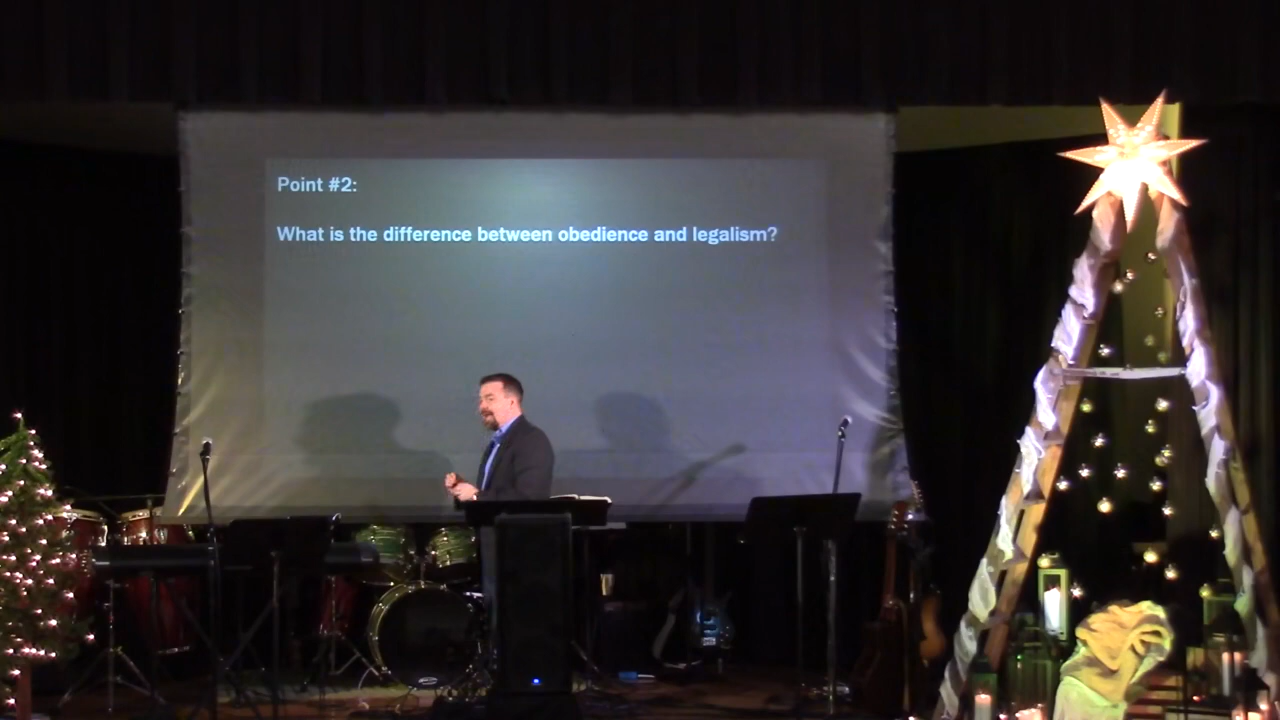 Point #2:
What is the difference between obedience and legalism?